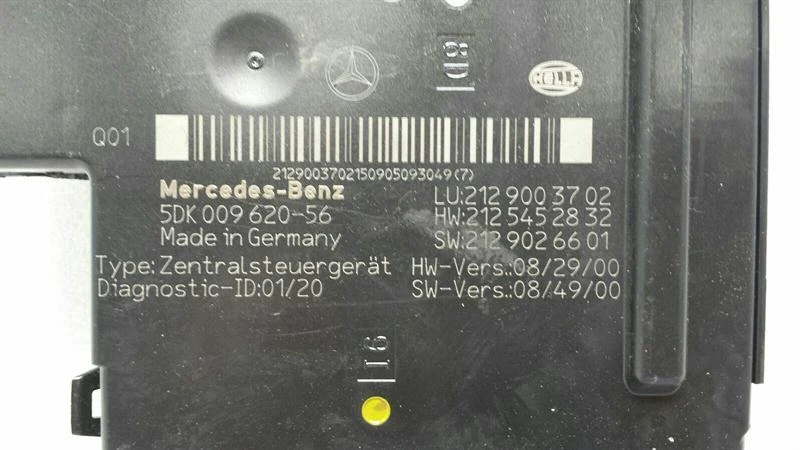 8D
HELLA
Q01
2129003702150905093049(7)
Mercedes-Benz LU:212 900 37 02
5DK 009 620-56 HW:212 545 28 32
Made in Germany SW:212 902 66 01
Type: Zentralsteuergerät HW-Vers.:08/29/00
Diagnostic-ID:01/20 SW-Vers.:08/49/00
I6